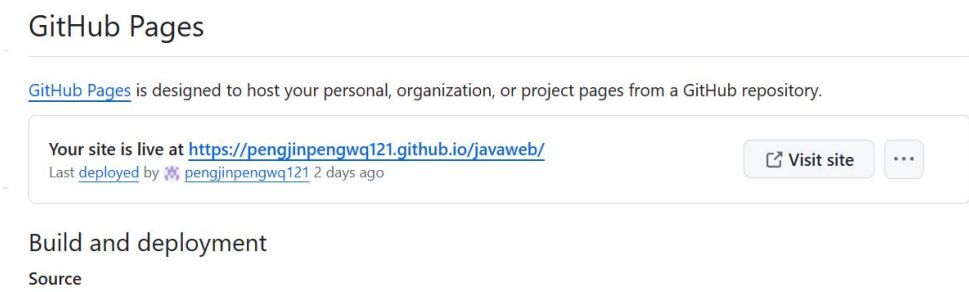 GitHub Pages
GitHub Pages is designed to host your personal, organization, or project pages from a GitHub repository.
Your site is live at https://pengjinpengwq121.github.io/javaweb/
Last deployed by pengjinpengwq121 2 days ago
Visit site
Build and deployment
Source